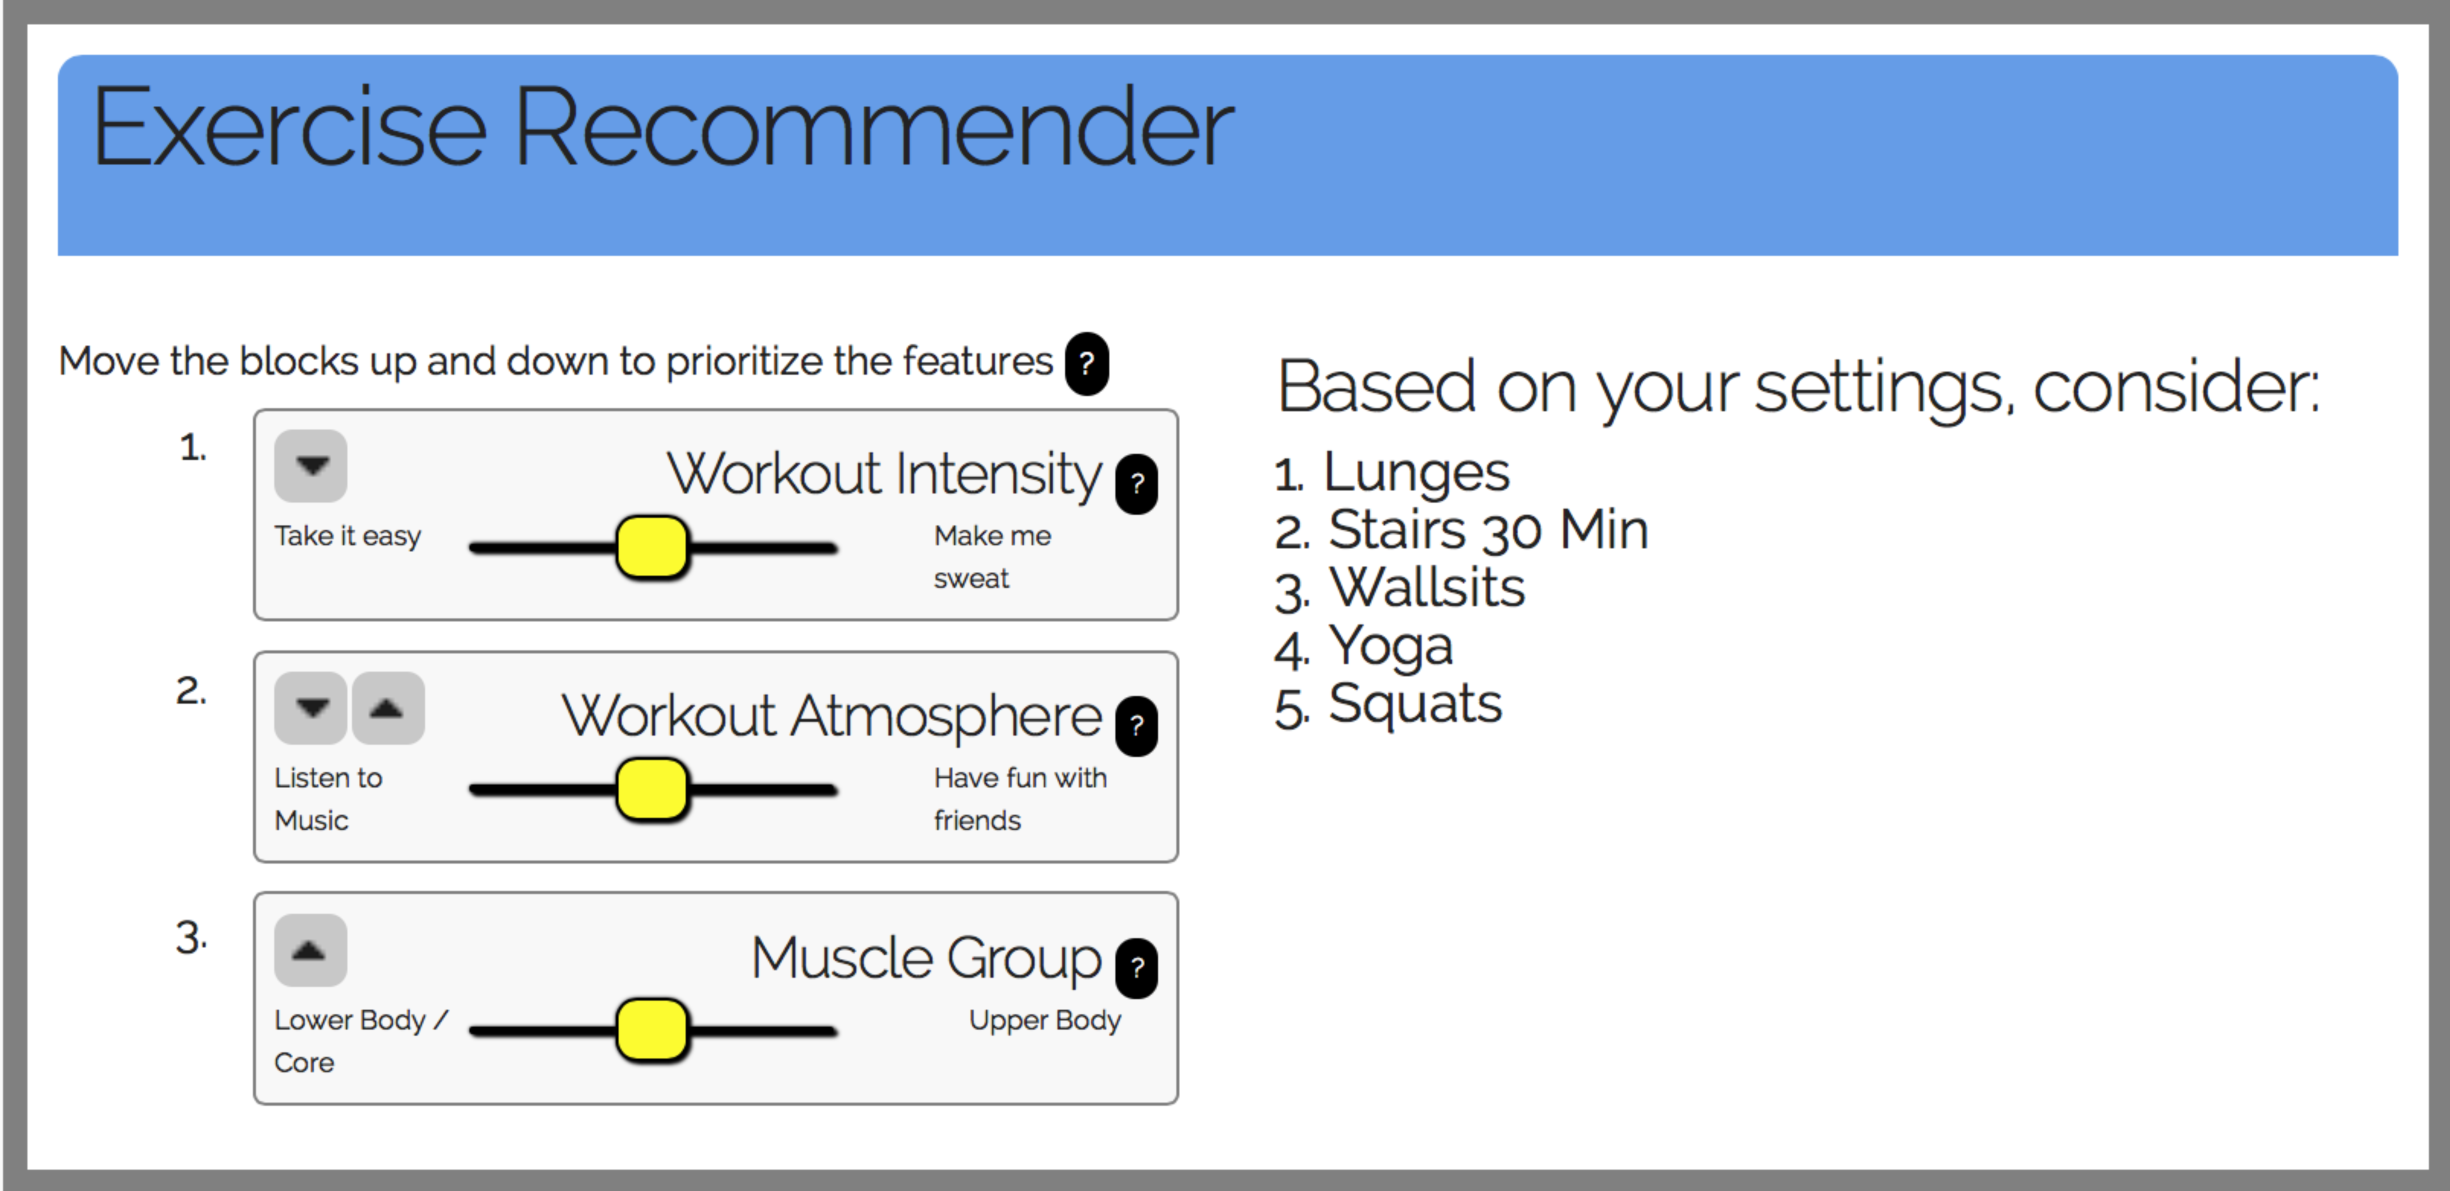 Exercise Recommender
Move the blocks up and down to prioritize the features ?
1.
Workout Intensity ?
Take it easy
Make me
sweat
2.
Workout Atmosphere ?
Listen to
Music
Have fun with
friends
3.
Muscle Group ?
Lower Body /
Core
Upper Body
Based on your settings, consider:
1. Lunges
2. Stairs 30 Min
3. Wallsits
4. Yoga
5. Squats